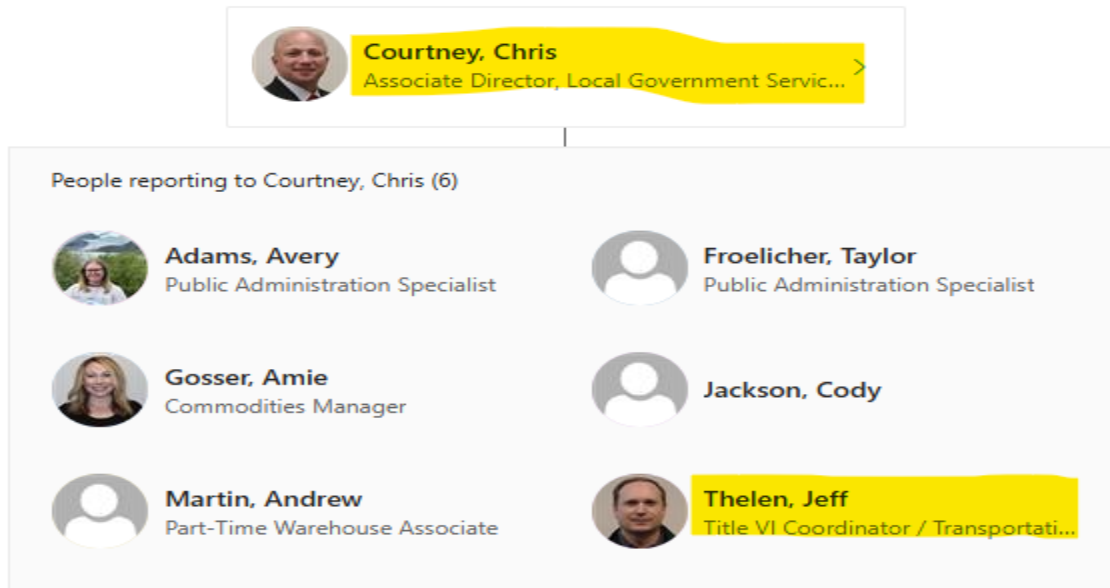 Courtney, Chris
Associate Director, Local Government Servic...
People reporting to Courtney, Chris (6)
Adams, Avery
Public Administration Specialist
Froelicher, Taylor
Public Administration Specialist
Gosser, Amie
Commodities Manager
Jackson, Cody
Martin, Andrew
Part-Time Warehouse Associate
Thelen, Jeff
Title VI Coordinator / Transportati...